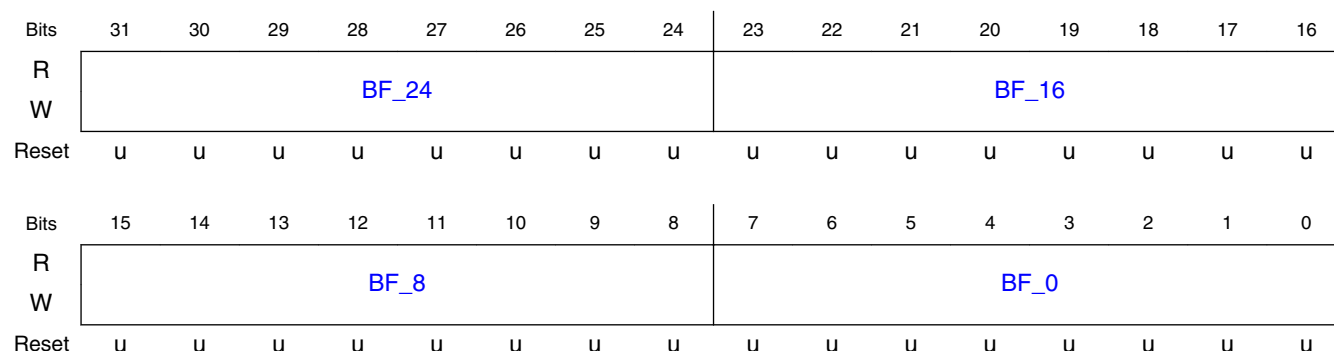 Bits 31 30 29 28 27 26 25 24 23 22 21 20 19 18 17 16
R
BF_24 BF_16
W
Reset u u u u u u u u u u u u u u u u
Bits 15 14 13 12 11 10 9 8 7 6 5 4 3 2 1 0
R
BF_8 BF_0
W
Reset u u u u u u u u u u u u u u u u